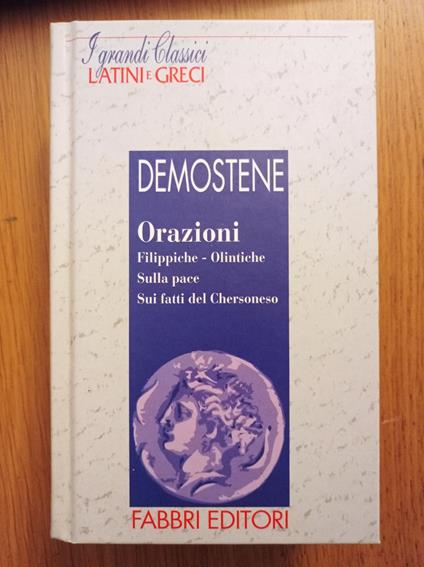 I grandi Classici
LATINI E GRECI
DEMOSTENE
Orazioni
Filippiche - Olintiche
Sulla pace
Sui fatti del Chersoneso
FABBRI EDITORI